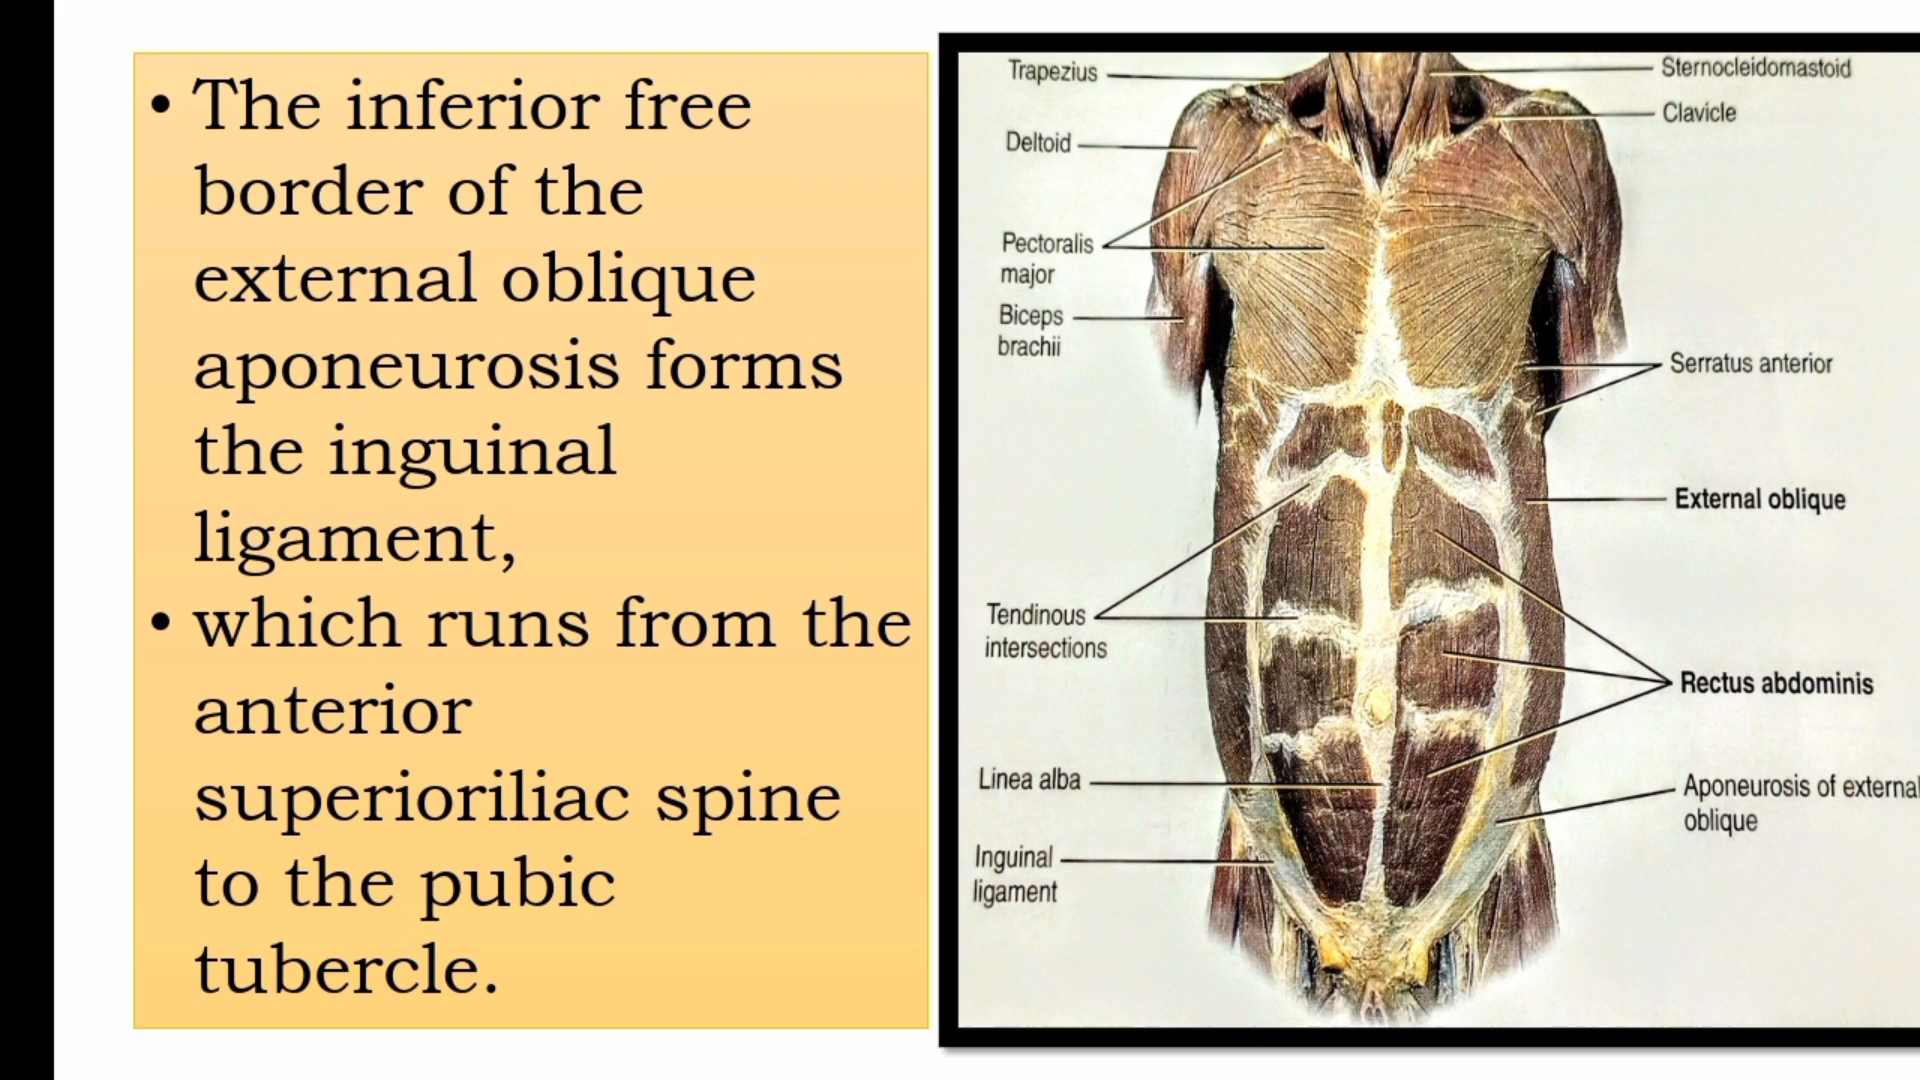 • The inferior free
border of the
external oblique
aponeurosis forms
the inguinal
ligament,
• which runs from the
anterior
superioriliac spine
to the pubic
tubercle.
Trapezius
Deltoid
Pectoralis
major
Biceps
brachii
Tendinous
intersections
Linea alba
Inguinal
ligament
Sternocleidomastoid
Clavicle
Serratus anterior
External oblique
Rectus abdominis
Aponeurosis of external
oblique